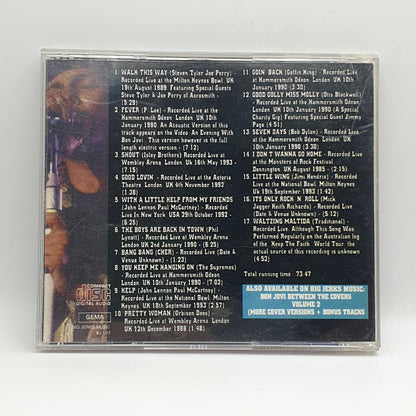 1 WALK THIS WAY (Steven Tyler Joe Perry) - Recorded
Live at the Milton Keynes Bowl UK
19th August 1989 Featuring Special Guests
Steve Tyler & Joe Perry of Aerosmith -
(5:29)
2 FEVER (P Lee) - Recorded Live at the
Hammersmith Odeon London UK 10th
January 1990. An Acoustic Version of this
track appears on the Video An Evening With
Bon Jovi. This version however is the full
length electric version - (7:12)
3 SHOUT (Isley Brothers) Recorded Live at
Wembley Arena London UK 16th May 1993 -
(7:15)
4 GOOD LOVIN - Recorded Live at the Astoria
Theatre London UK 4th November 1992
(1:38)
5 WITH A LITTLE HELP FROM MY FRIENDS
(John Lennon Paul McCartney) - Recorded
Live In New York USA 29th October 1992
- (6:25)
6 THE BOYS ARE BACK IN TOWN (Phil
Lynott) - Recorded Live at Wembley Arena
London UK 2nd January 1990 - (6:25)
7 BANG BANG (Cher) - Recorded Live (Date &
Venue Unknown) - (1:23)
8 YOU KEEP ME HANGING ON (The Supremes)
- Recorded Live at Hammersmith Odeon
London UK 10th January 1990 - (7:02)
9 HELP (John Lennon Paul McCartney) -
Recorded Live at the National Bowl, Milton
Keynes UK 18th September 1993 (2:57)
10 PRETTY WOMAN (Orbison Dees) -
Recorded Live at Wembley Arena London
UK 12th December 1988 (1:48)
11 GOIN' BACK (Goffin King) - Recorded Live
at Hammersmith Odeon London UK 10th
January 1990 (3:30)
12 GOOD GOLLY MISS MOLLY (Otis Blackwell)
- Recorded Live at Hammersmith Odeon
London UK 10th January 1990 (A Special
Charity Gig) Featuring Special Guest Jimmy
Page (4:51)
13 SEVEN DAYS (Bob Dylan) - Recorded Live
at the Hammersmith Odeon London UK 10th
January 1990 (3:30)
14 I DON'T WANNA GO HOME - Recorded Live
at the Monsters of Rock Festival -
Donnington UK August 1985 - (2:15)
15 LITTLE WING (Jimi Hendrix) - Recorded
Live at the National Bowl, Milton Keynes
UK 19th September 1993 (1:42)
16 IT'S ONLY ROCK N ROLL (Mick
Jagger Keith Richards) - Recorded Live
(Date & Venue Unknown) - (5:21)
17 WALTZING MALTIDA (Traditional) -
Recorded Live. Although This Song Was
Performed Regularly on the Australian leg
of the Keep The Faith World Tour the
actual source of this recording is unknown
(4:52)
Total running time : 73:47
ALSO AVAILABLE ON BIG JERKS MUSIC:
BON JOVI BETWEEN THE COVERS
VOLUME 2
(MORE COVER VERSIONS + BONUS TRACKS
COMPACT
disc
DIGITAL AUDIO
GEMA
BIG JERKS MUSIC